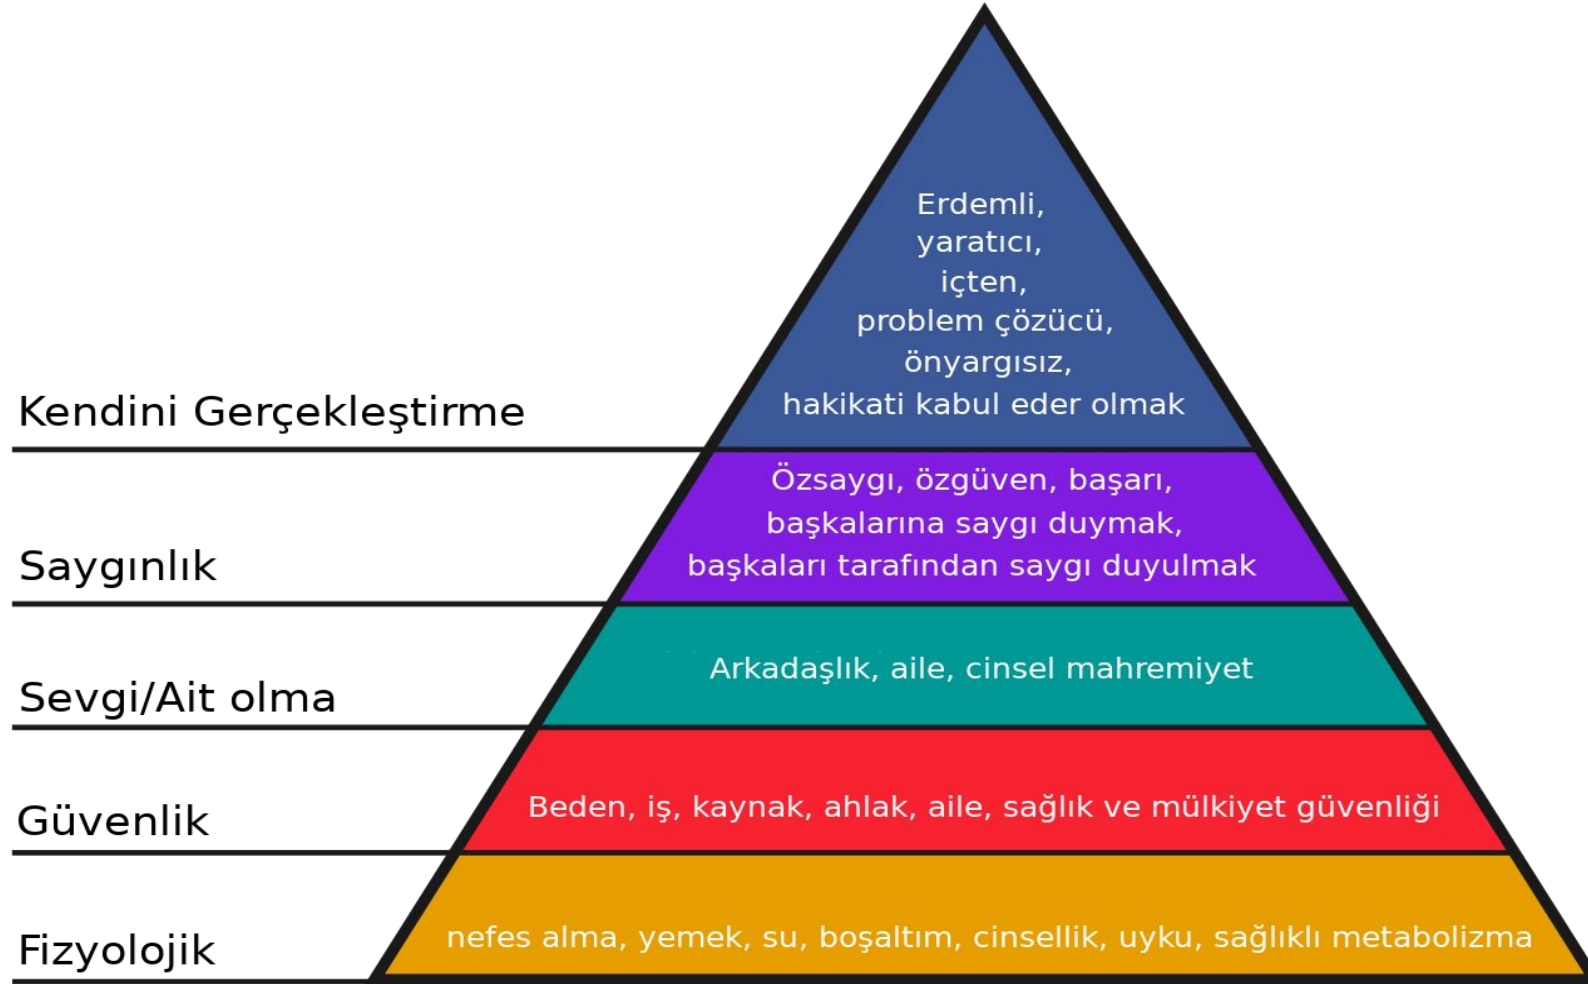 Erdemli,
yaratıcı,
içten,
problem çözücü,
önyargısız,
hakikati kabul eder olmak
Kendini Gerçekleştirme
Özsaygı, özgüven, başarı,
başkalarına saygı duymak,
başkaları tarafından saygı duyulmak
Saygınlık
Arkadaşlık, aile, cinsel mahremiyet
Sevgi/Ait olma
Beden, iş, kaynak, ahlak, aile, sağlık ve mülkiyet güvenliği
Güvenlik
nefes alma, yemek, su, boşaltım, cinsellik, uyku, sağlıklı metabolizma
Fizyolojik